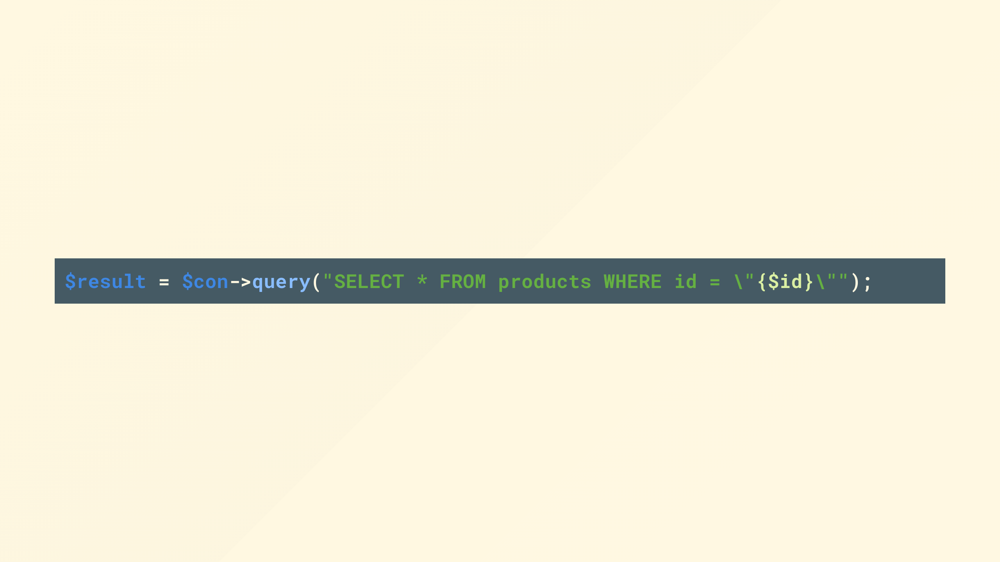 $result = $con->query("SELECT * FROM products WHERE id = \"{$id}\"");